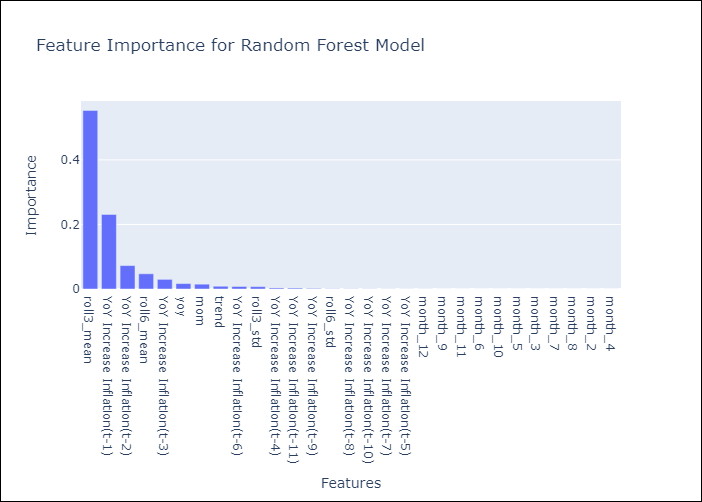 Feature Importance for Random Forest Model
Importance
0.4
0.2
0
roll3_mean
YoY Increase Inflation(t-1)
YoY Increase Inflation(t-2)
roll6_mean
YoY Increase Inflation(t-3)
yoy
mom
trend
YoY Increase Inflation(t-6)
roll3_std
YoY Increase Inflation(t-4)
YoY Increase Inflation(t-11)
YoY Increase Inflation(t-9)
roll6_std
YoY Increase Inflation(t-8)
YoY Increase Inflation(t-10)
YoY Increase Inflation(t-7)
YoY Increase Inflation(t-5)
month_12
month_9
month_11
month_6
month_10
month_5
month_3
month_7
month_8
month_2
month_4
Features